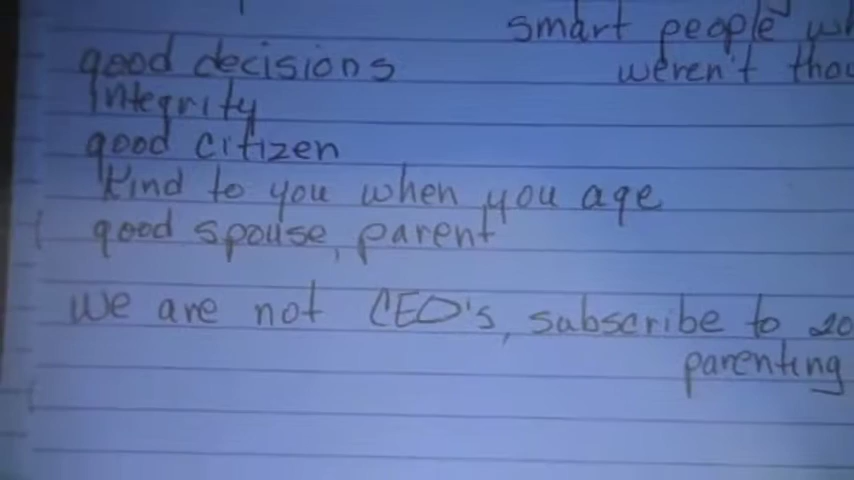 smart people
good decisions
weren't
Integrity
good citizen
kind to you when you age
good spouse, parent
we are not CEO's, subscribe to 20
parenting